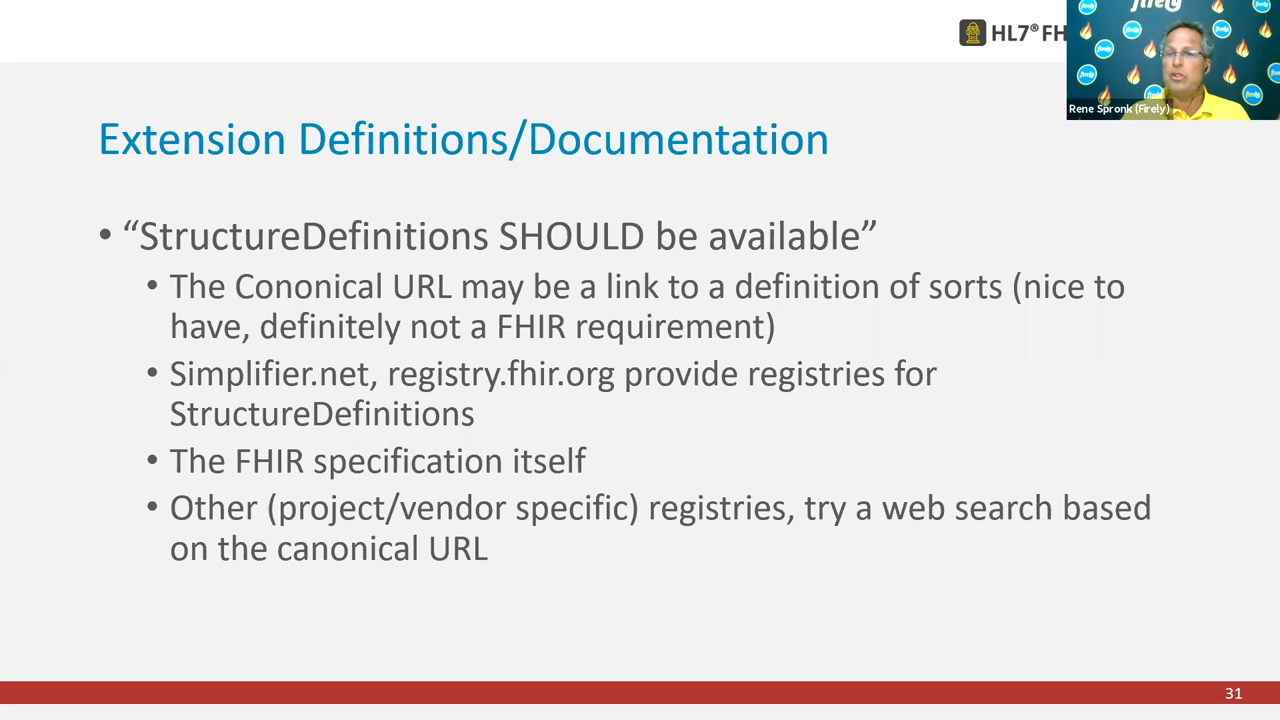 HL7® FH
firely
Rene Spronk (Firely)
Extension Definitions/Documentation
• “StructureDefinitions SHOULD be available”
• The Cononical URL may be a link to a definition of sorts (nice to
have, definitely not a FHIR requirement)
• Simplifier.net, registry.fhir.org provide registries for
StructureDefinitions
• The FHIR specification itself
• Other (project/vendor specific) registries, try a web search based
on the canonical URL
31